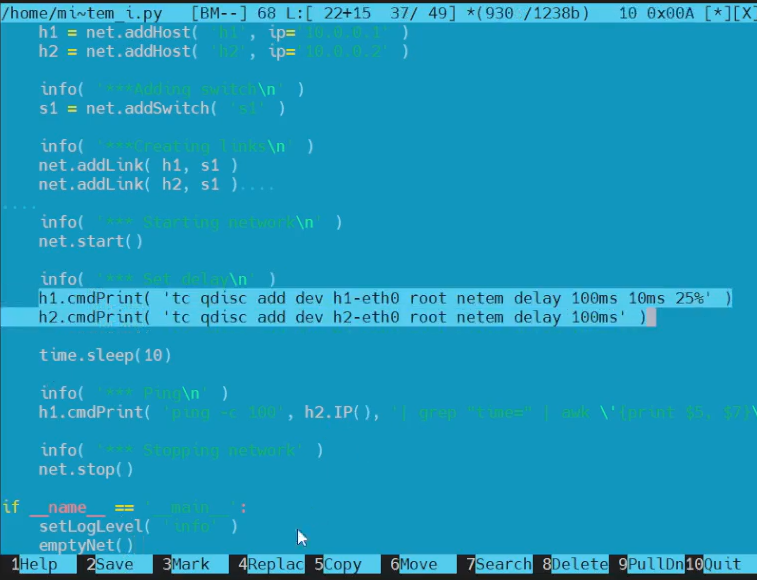 /home/mi~tem_i.py   [BM--] 68 L:[ 22+15  37/ 49] *(930 /1238b)   10 0x00A [*][X]
h1 = net.addHost( 'h1', ip='10.0.0.1' )
h2 = net.addHost( 'h2', ip='10.0.0.2' )
info( '***Adding switch\n' )
s1 = net.addSwitch( 's1' )
info( '***Creating links\n' )
net.addLink( h1, s1 )
net.addLink( h2, s1 )....
....
info( '*** Starting network\n' )
net.start()
info( '*** Set delay\n' )
h1.cmdPrint( 'tc qdisc add dev h1-eth0 root netem delay 100ms 10ms 25%' )
h2.cmdPrint( 'tc qdisc add dev h2-eth0 root netem delay 100ms' )
time.sleep(10)
info( '*** Ping\n' )
h1.cmdPrint( 'ping -c 100', h2.IP(), '| grep "time=" | awk \'{print $5, $7}\
info( '*** Stopping network' )
net.stop()
if __name__ == '__main__':
setLogLevel( 'info' )
emptyNet()
1Help  2Save  3Mark  4Replac  5Copy  6Move  7Search  8Delete  9PullDn 10Quit